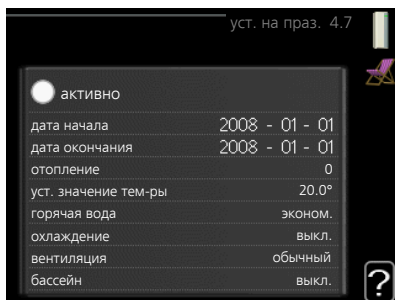 уст. на праз. 4.7
активно
дата начала 2008 - 01 - 01
дата окончания 2008 - 01 - 01
отопление 0
уст. значение тем-ры 20.0°
горячая вода эконом.
охлаждение выкл.
вентиляция обычный
бассейн выкл.
?